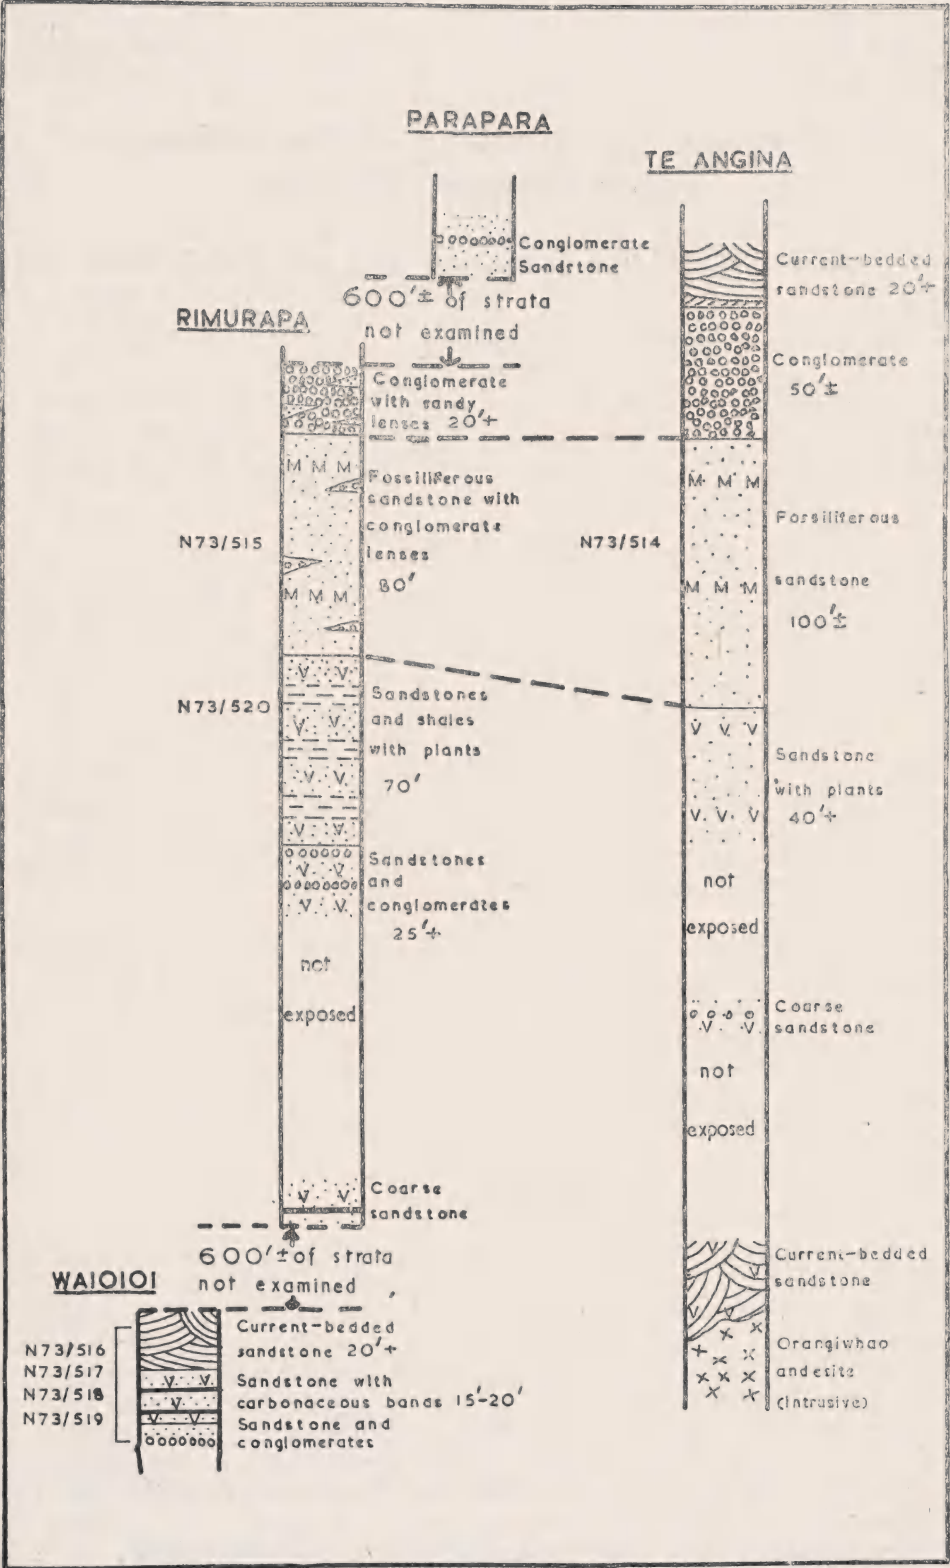 PARAPARA
Conglomerate
Sandrtone
600'± of strata
not examined
RIMURAPA
Conglomerate
with sandy
lenses 20'+
Fossiliferous
sandstone with
conglomerate
lenses
80'
M M M
M M M
N73/515
N73/520
V V
V V
V V
V V
Sandstones
and shales
with plants
70'
V V
V V
Sandstones
and
conglomerates
25'+
not
exposed
V V
Coarse
sandstone
600'± of strata
not examined
WAIOIOI
N73/516
N73/517
N73/518
N73/519
Current-bedded
sandstone 20'+
V V
V
V V
Sandstone with
carbonaceous bands 15'-20'
Sandstone and
conglomerates
TE ANGINA
Current-bedded
sandstone 20'+
Conglomerate
50'±
N73/514
M M M
M M M
Fossiliferous
sandstone
100'±
V V V
V V V
Sandstone
with plants
40'+
not
exposed
V V
Coarse
sandstone
not
exposed
Current-bedded
sandstone
V
V
V V
X X
X X X
X X X
X X
Orangiwhao
andesite
(intrusive)